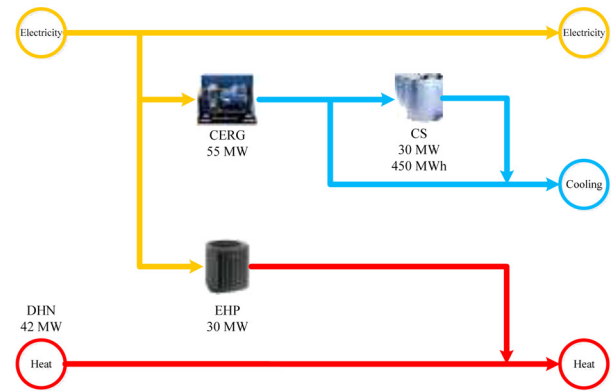 Electricity
Electricity
CERG
55 MW
CS
30 MW
450 MWh
Cooling
DHN
42 MW
EHP
30 MW
Heat
Heat